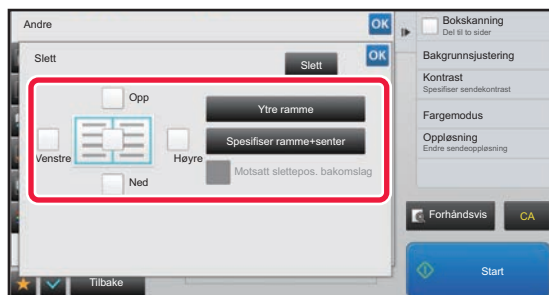 Andre
OK
Slett
Slett
OK
Opp
Venstre
Høyre
Ned
Ytre ramme
Spesifiser ramme+senter
Motsatt slettepos. bakomslag
Tilbake
Bokskanning
Del til to sider
Bakgrunnsjustering
Kontrast
Spesifiser sendekontrast
Fargemodus
Oppløsning
Endre sendeoppløsning
Forhåndsvis
CA
Start